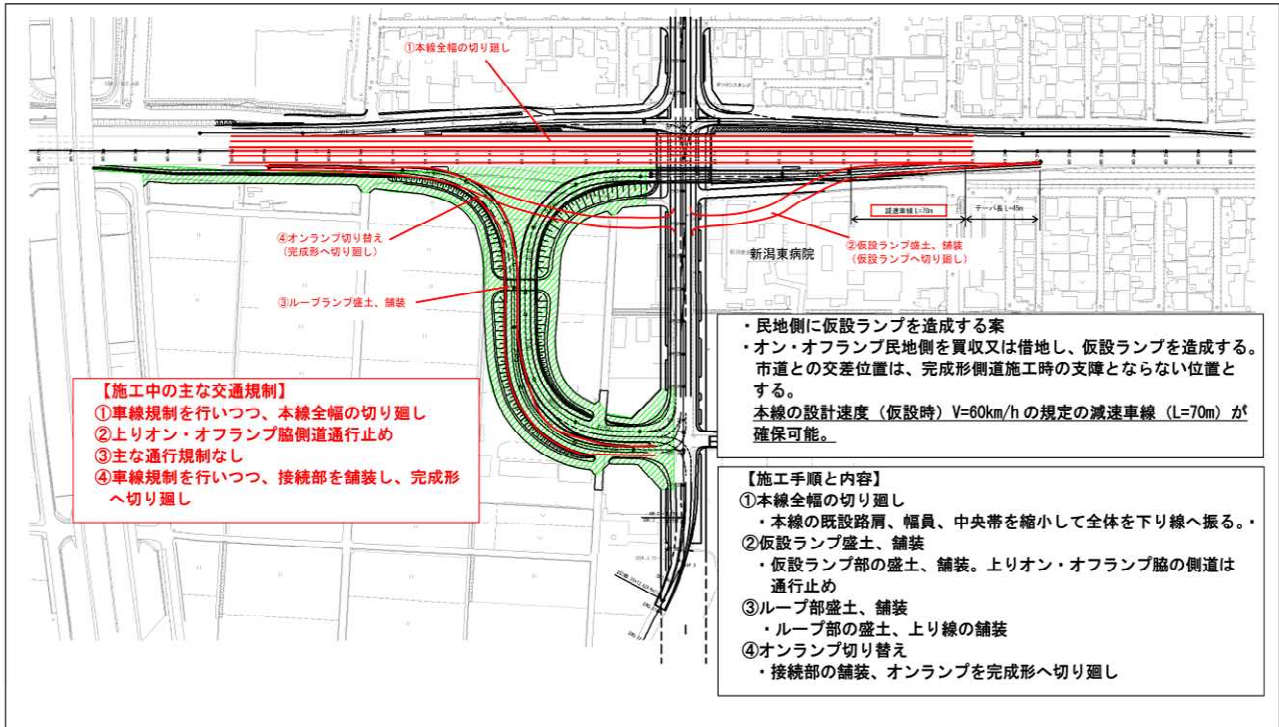 ①本線全幅の切り廻し
ガソリンスタンド
減速車線 L=70m
テーパ長 L=45m
④オンランプ切り替え
(完成形へ切り廻し)
②仮設ランプ盛土、舗装
(仮設ランプへ切り廻し)
新潟東病院
③ループランプ盛土、舗装
・民地側に仮設ランプを造成する案
・オン・オフランプ民地側を買収又は借地し、仮設ランプを造成する。
市道との交差位置は、完成形側道施工時の支障とならない位置と
する。
本線の設計速度（仮設時）V=60km/hの規定の減速車線（L=70m）が
確保可能。
【施工中の主な交通規制】
①車線規制を行いつつ、本線全幅の切り廻し
②上りオン・オフランプ脇側道通行止め
③主な通行規制なし
④車線規制を行いつつ、接続部を舗装し、完成形
へ切り廻し
【施工手順と内容】
①本線全幅の切り廻し
・本線の既設路肩、幅員、中央帯を縮小して全体を下り線へ振る。・
②仮設ランプ盛土、舗装
・仮設ランプ部の盛土、舗装。上りオン・オフランプ脇の側道は
通行止め
③ループ部盛土、舗装
・ループ部の盛土、上り線の舗装
④オンランプ切り替え
・接続部の舗装、オンランプを完成形へ切り廻し